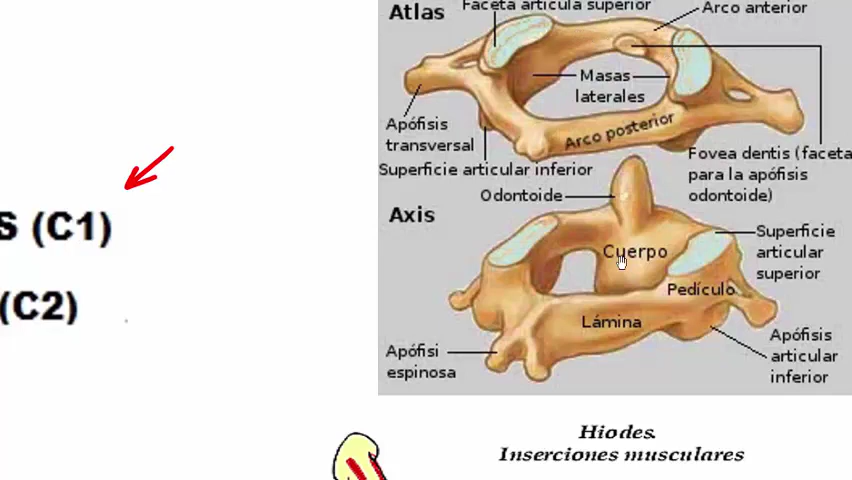 Atlas
Faceta articula superior
Arco anterior
Masas
laterales
Apófisis
transversal
Arco posterior
Superficie articular inferior
Fovea dentis (faceta
para la apófisis
odontoide)
Odontoide
Axis
S (C1)
Superficie
articular
superior
Cuerpo
Pedículo
(C2)
Lámina
Apófisi
espinosa
Apófisis
articular
inferior
Hiodes.
Inserciones musculares